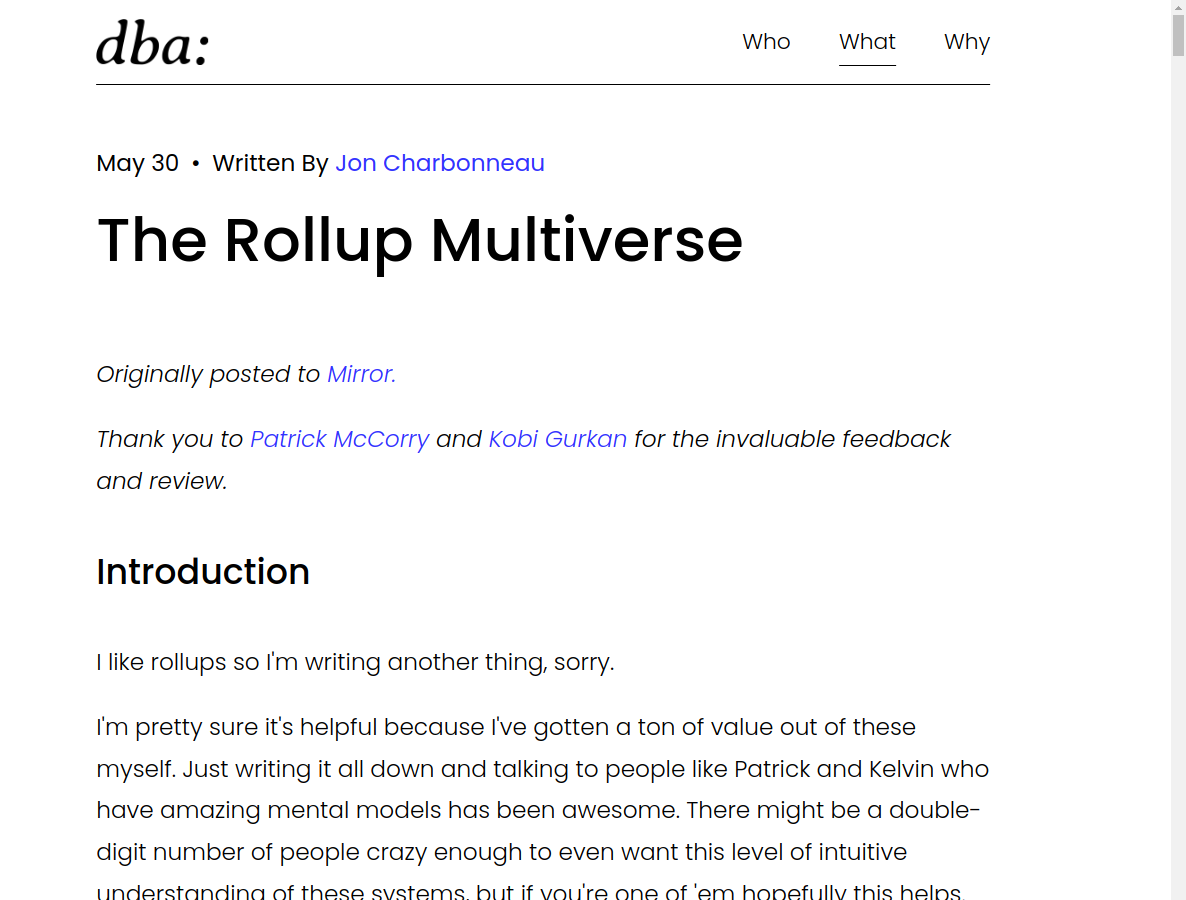 dba:
Who What Why
May 30 • Written By Jon Charbonneau
The Rollup Multiverse
Originally posted to Mirror.
Thank you to Patrick McCorry and Kobi Gurkan for the invaluable feedback
and review.
Introduction
I like rollups so I'm writing another thing, sorry.
I'm pretty sure it's helpful because I've gotten a ton of value out of these
myself. Just writing it all down and talking to people like Patrick and Kelvin who
have amazing mental models has been awesome. There might be a double-
digit number of people crazy enough to even want this level of intuitive
understanding of these systems, but if you're one of 'em hopefully this helps.